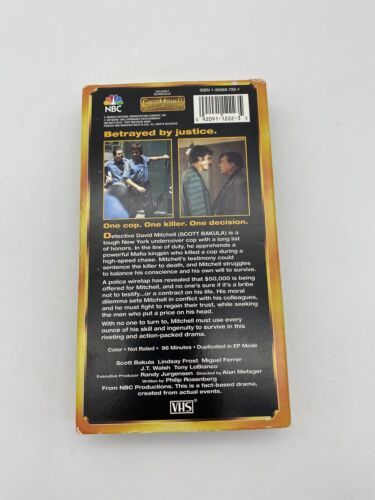 NBC
GoodTimes
ISBN 1-55569-783-1
Betrayed by justice.
One cop. One killer. One decision.
Detective David Mitchell (SCOTT BAKULA) is a
tough New York undercover cop with a long list
of honors. In the line of duty, he apprehends a
powerful Mafia kingpin who killed a cop during a
high-speed chase. Mitchell's testimony could
sentence the killer to death, and Mitchell struggles
to balance his conscience and his own will to survive.
A police wiretap has revealed that $50,000 is being
offered for Mitchell, and no one's sure if it's a bribe
not to testify...or a contract on his life. His moral
dilemma sets Mitchell in conflict with his colleagues,
and he must fight to regain their trust, while seeking
the men who put a price on his head.
With no one to turn to, Mitchell must use every
ounce of his skill and ingenuity to survive in this
riveting and action-packed drama.
Color • Not Rated • 96 Minutes • Duplicated in EP Mode
Scott Bakula Lindsay Frost Miguel Ferrer
J.T. Walsh Tony LoBianco
Executive Producer Randy Jurgensen Directed by Alan Metzger
Written by Philip Rosenberg
From NBC Productions. This is a fact-based drama,
created from actual events.
VHS